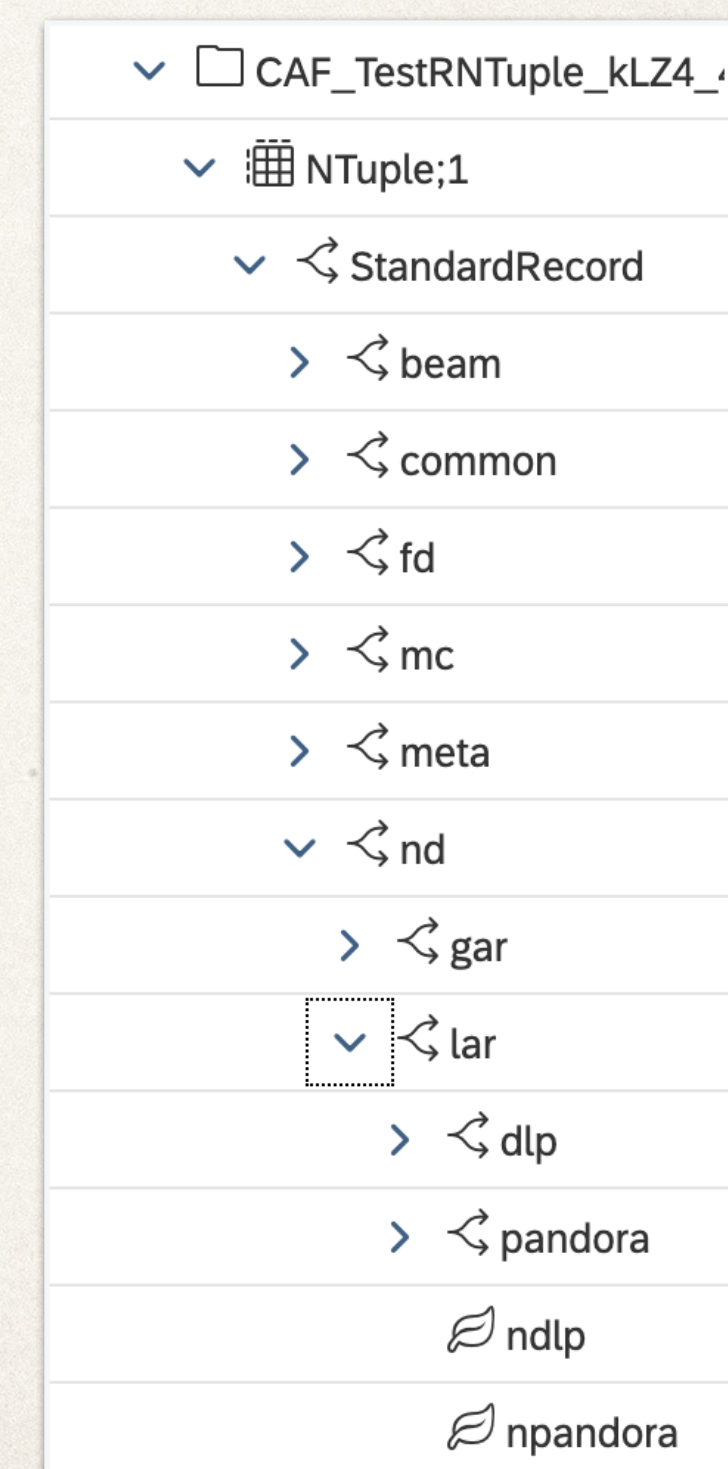 CAF_TestRNTuple_kLZ4_
NTuple;1
StandardRecord
beam
common
fd
mc
meta
nd
gar
lar
dlp
pandora
ndlp
npandora